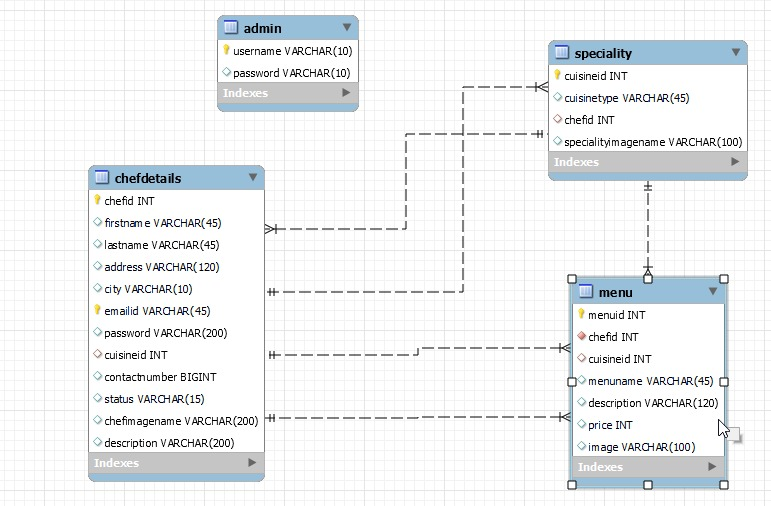 admin
username VARCHAR(10)
password VARCHAR(10)
Indexes
speciality
cuisineid INT
cuisinetype VARCHAR(45)
chefid INT
specialityimagename VARCHAR(100)
Indexes
chefdetails
chefid INT
firstname VARCHAR(45)
lastname VARCHAR(45)
address VARCHAR(120)
city VARCHAR(10)
emailid VARCHAR(45)
password VARCHAR(200)
cuisineid INT
contactnumber BIGINT
status VARCHAR(15)
chefimagename VARCHAR(200)
description VARCHAR(200)
Indexes
menu
menuid INT
chefid INT
cuisineid INT
menuname VARCHAR(45)
description VARCHAR(120)
price INT
image VARCHAR(100)
Indexes